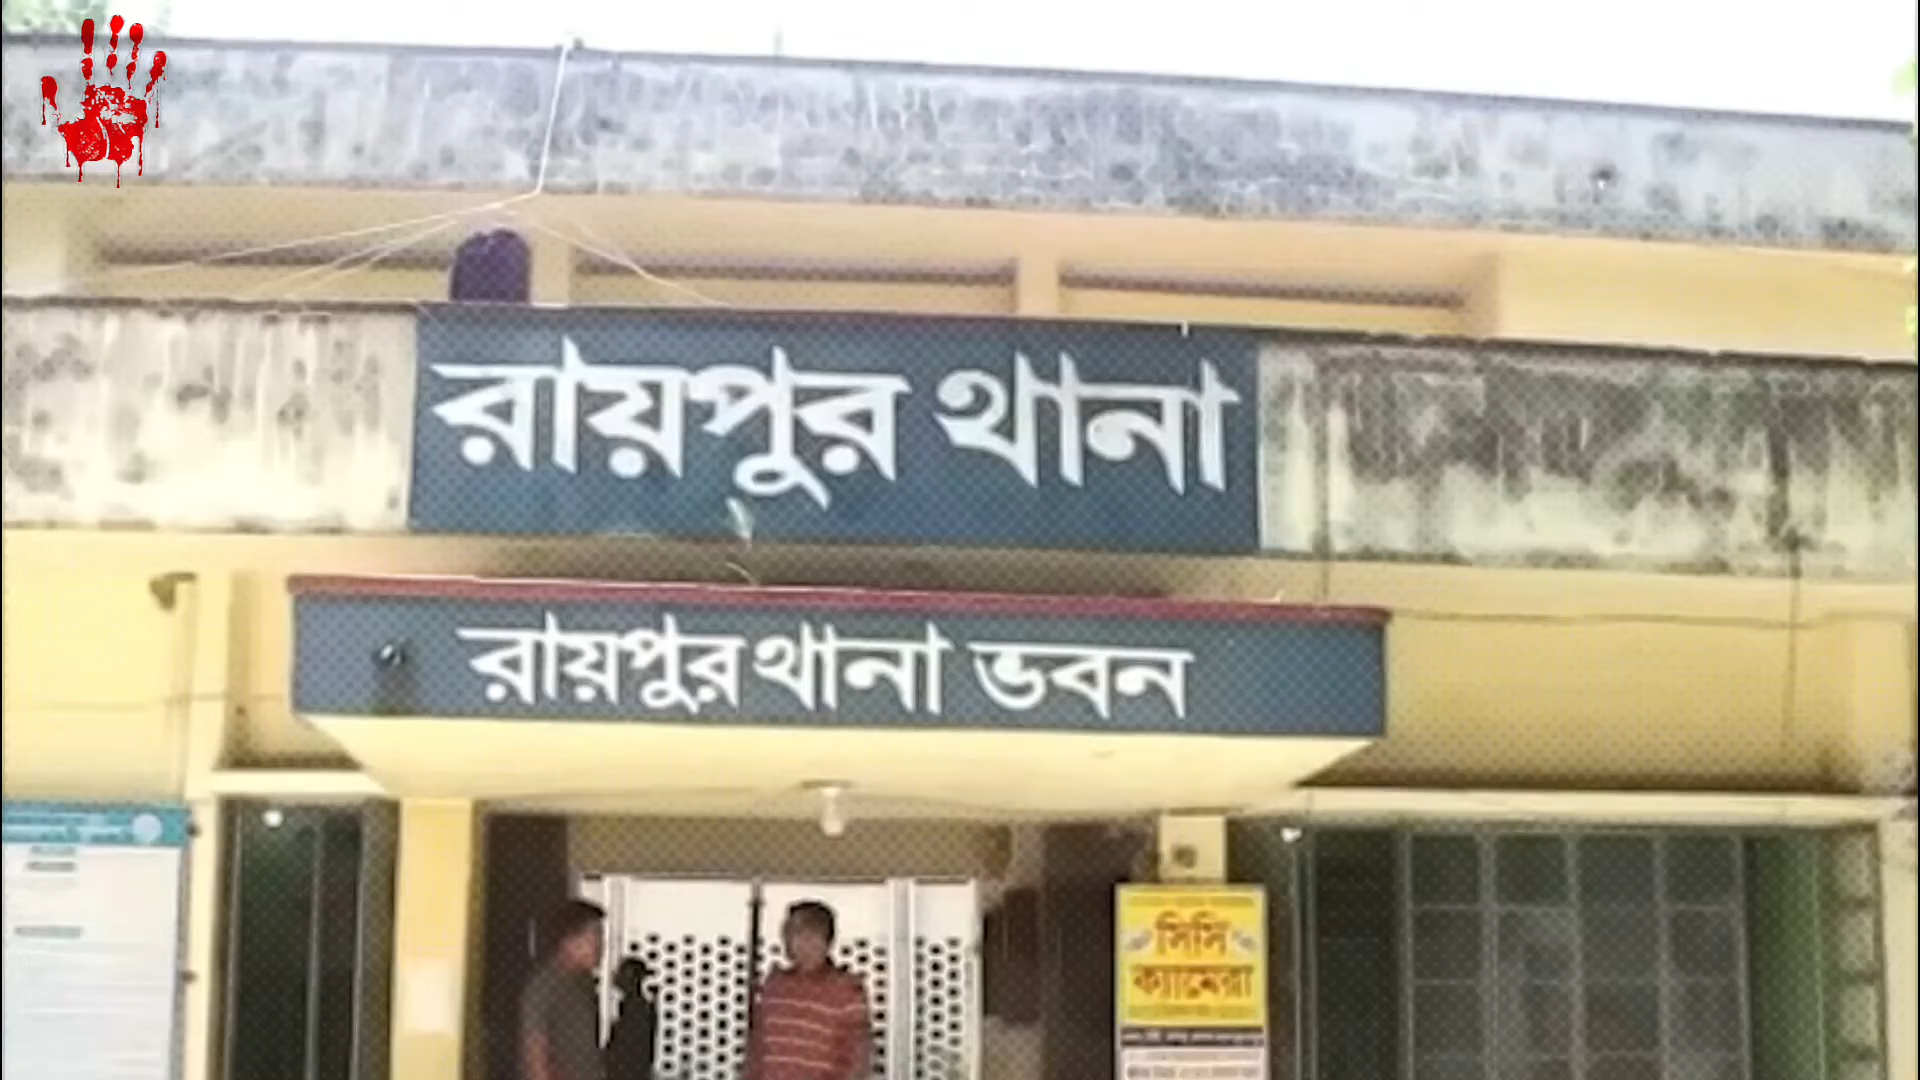 রায়পুর থানা
রায়পুর থানা ভবন
সিসি
ক্যামেরা